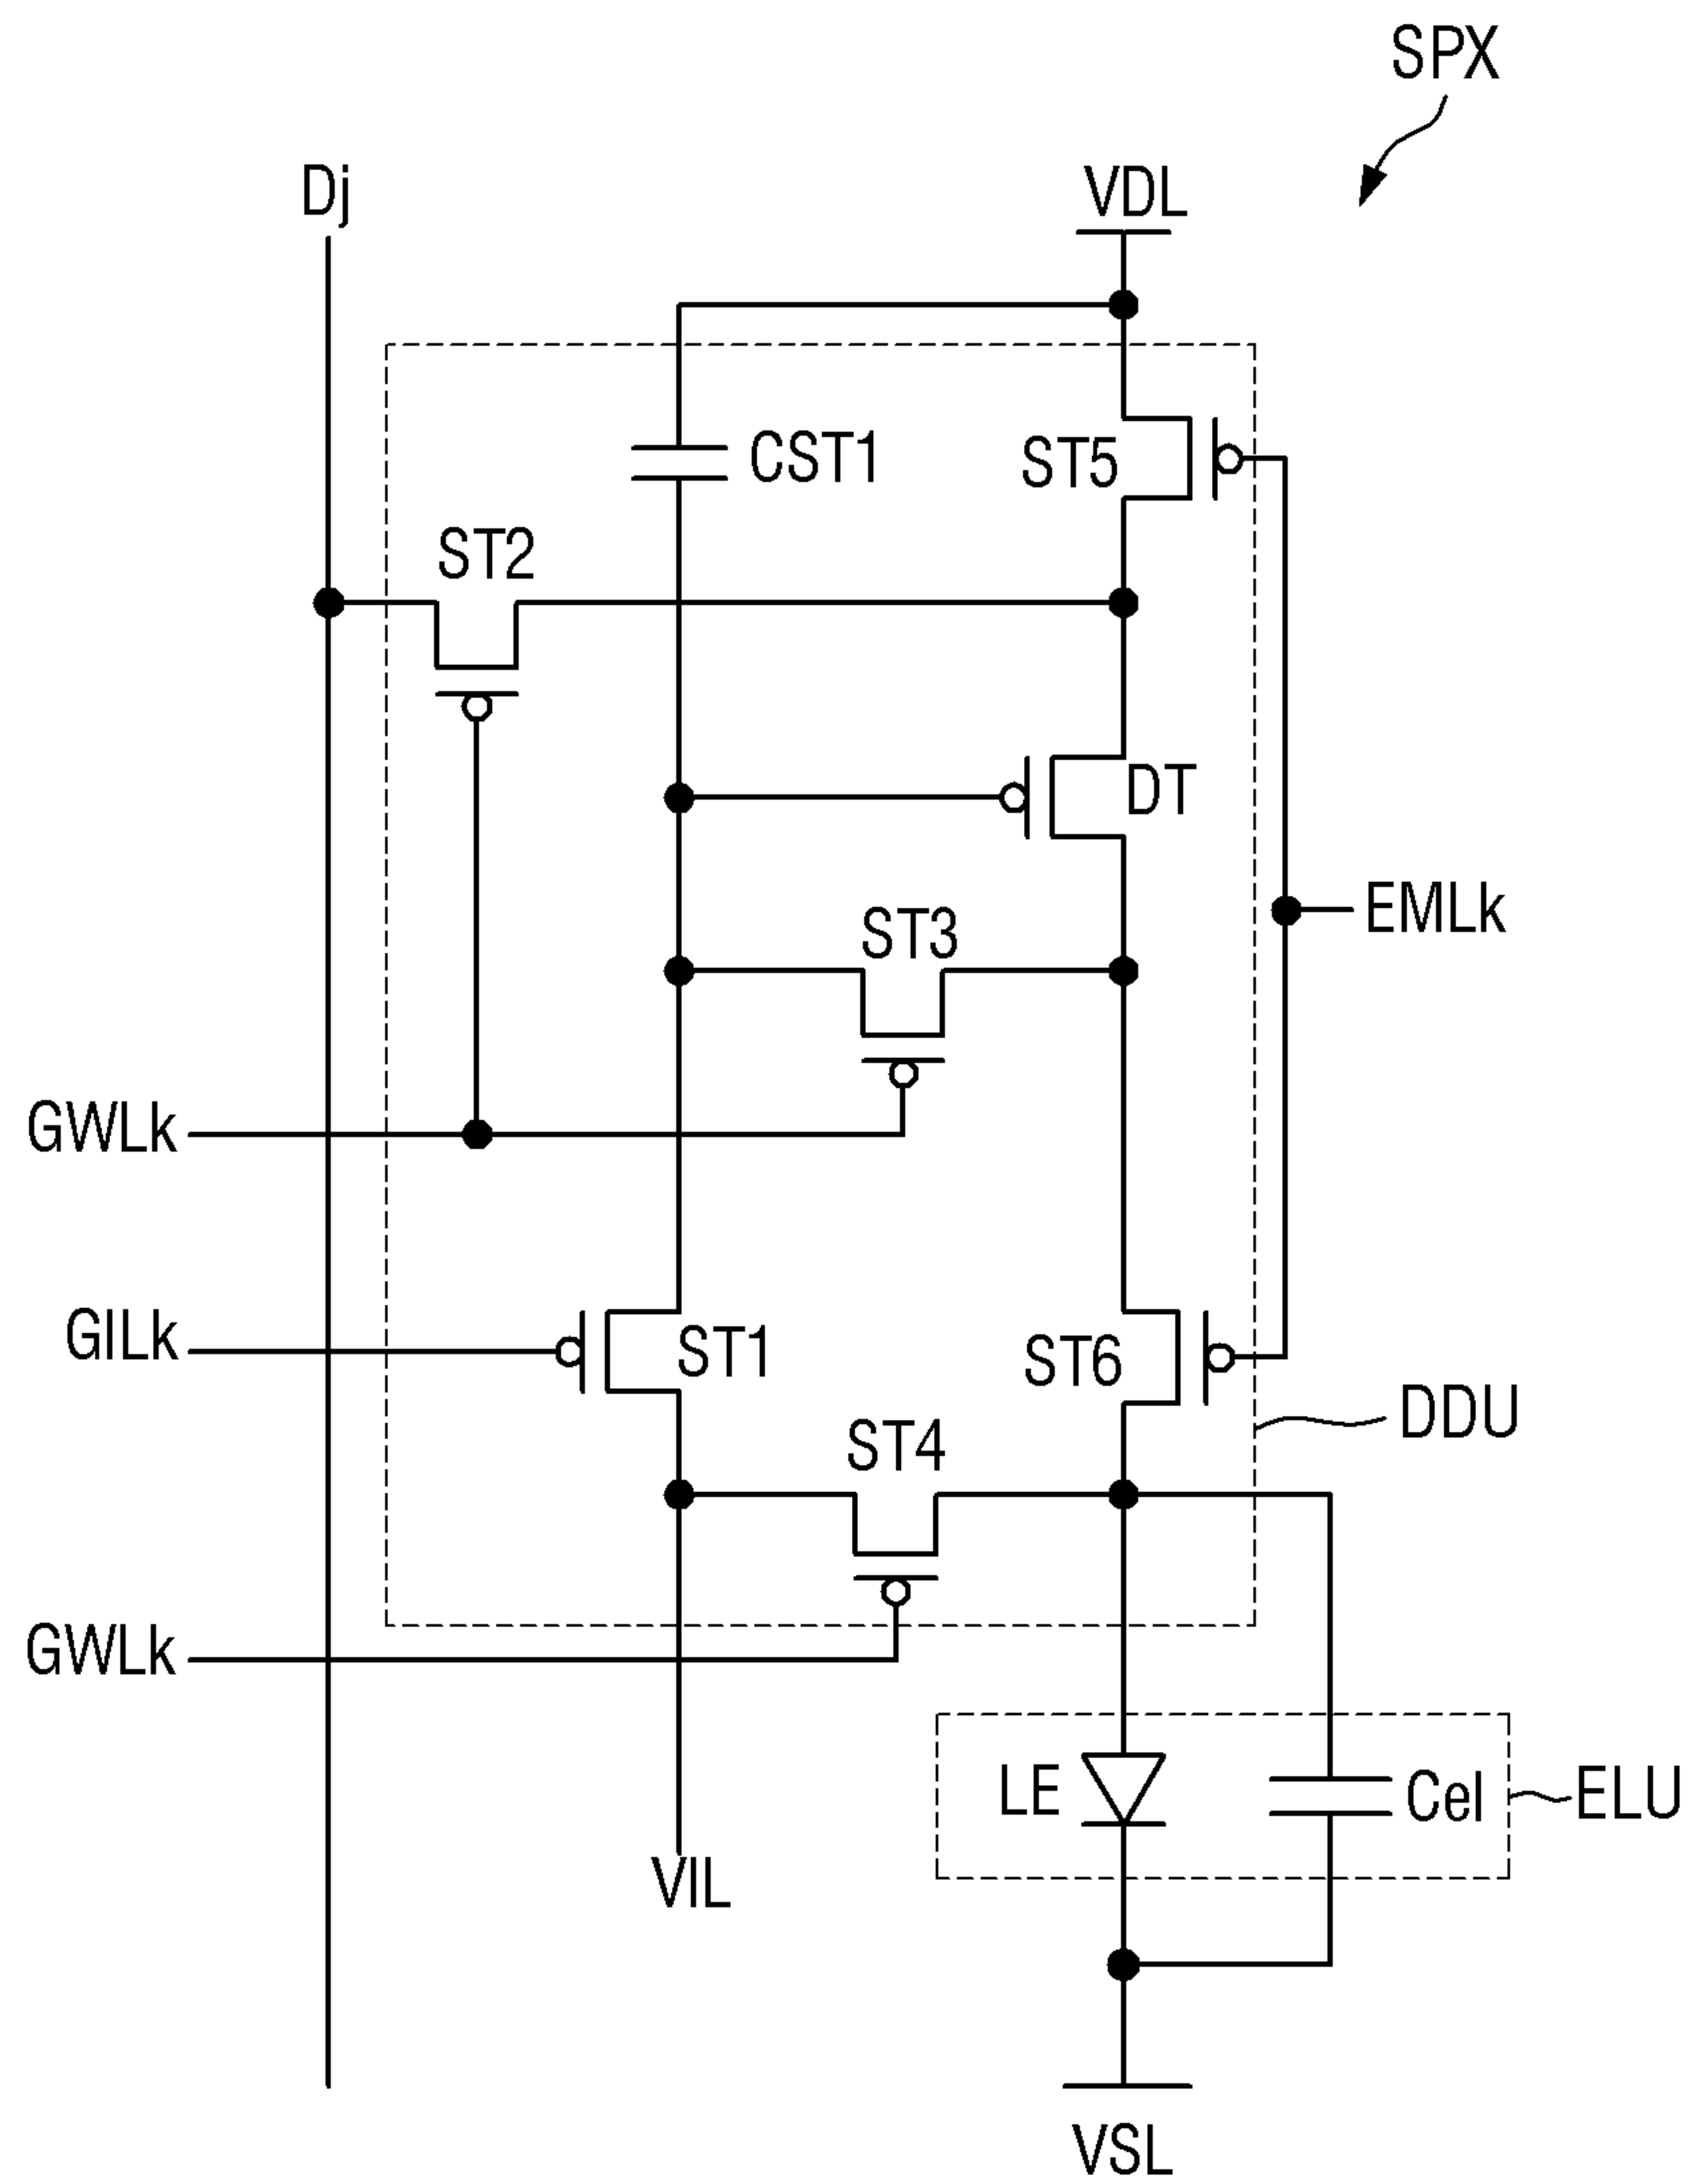 SPX
Dj
VDL
CST1
ST5
ST2
DT
EMLk
ST3
GWLk
GILk
ST1
ST6
DDU
ST4
GWLk
LE
Cel
ELU
VIL
VSL